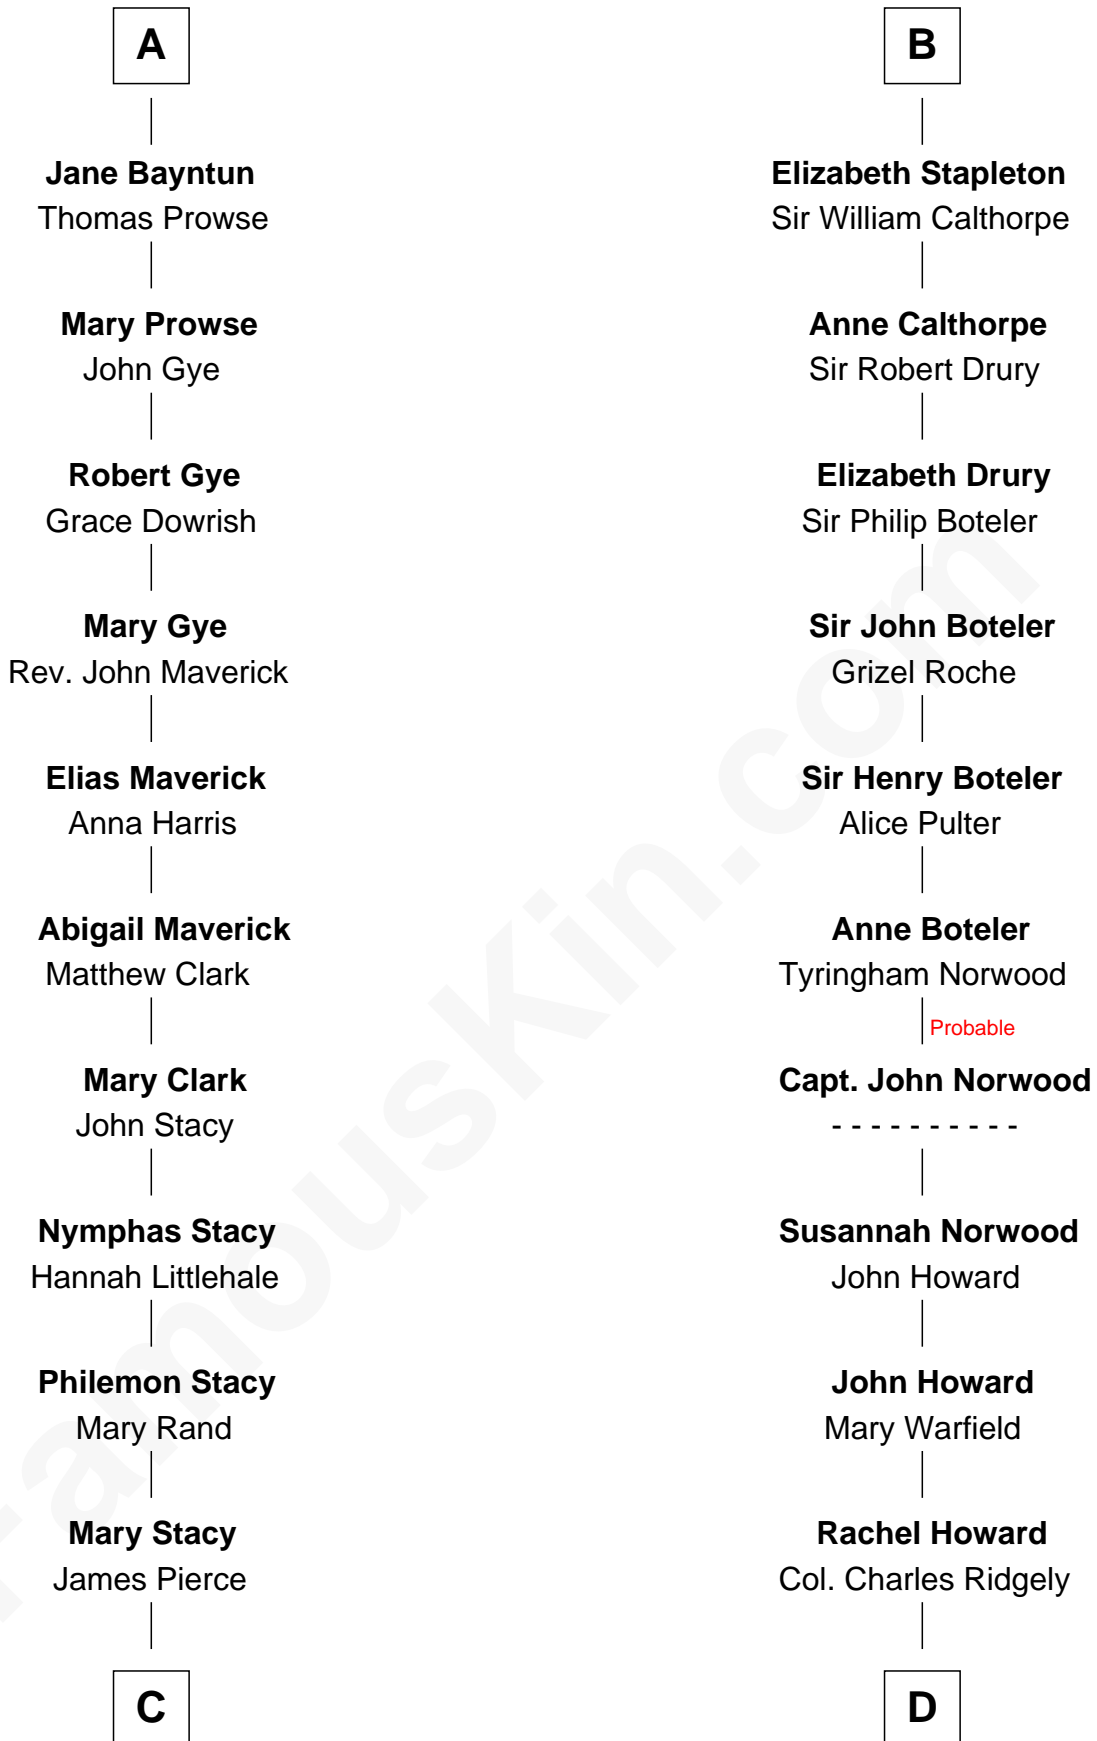 A
Jane Bayntun
Thomas Prowse
Mary Prowse
John Gye
Robert Gye
Grace Dowrish
Mary Gye
Rev. John Maverick
Elias Maverick
Anna Harris
Abigail Maverick
Matthew Clark
Mary Clark
John Stacy
Nymphas Stacy
Hannah Littlehale
Philemon Stacy
Mary Rand
Mary Stacy
James Pierce
C
B
Elizabeth Stapleton
Sir William Calthorpe
Anne Calthorpe
Sir Robert Drury
Elizabeth Drury
Sir Philip Boteler
Sir John Boteler
Grizel Roche
Sir Henry Boteler
Alice Pulter
Anne Boteler
Tyringham Norwood
Probable
Capt. John Norwood
- - - - - - - - - -
Susannah Norwood
John Howard
John Howard
Mary Warfield
Rachel Howard
Col. Charles Ridgely
D
FamousKin.com